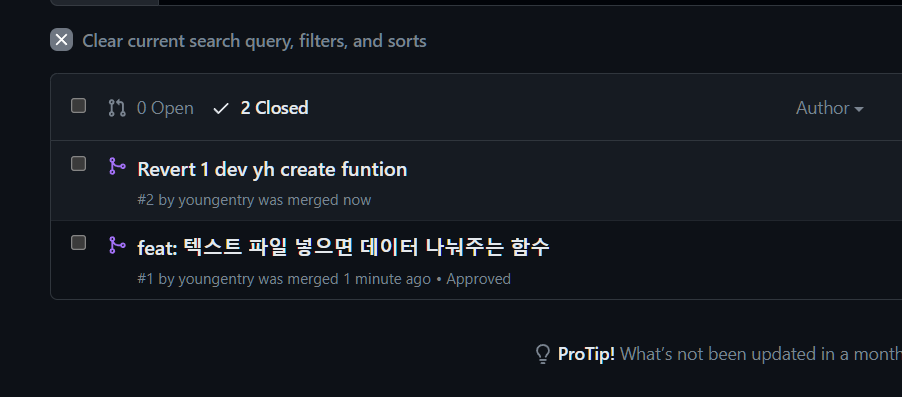 Clear current search query, filters, and sorts
0 Open 2 Closed Author
Revert 1 dev yh create funtion
#2 by youngentry was merged now
feat: 텍스트 파일 넣으면 데이터 나눠주는 함수
#1 by youngentry was merged 1 minute ago • Approved
ProTip! What's not been updated in a month